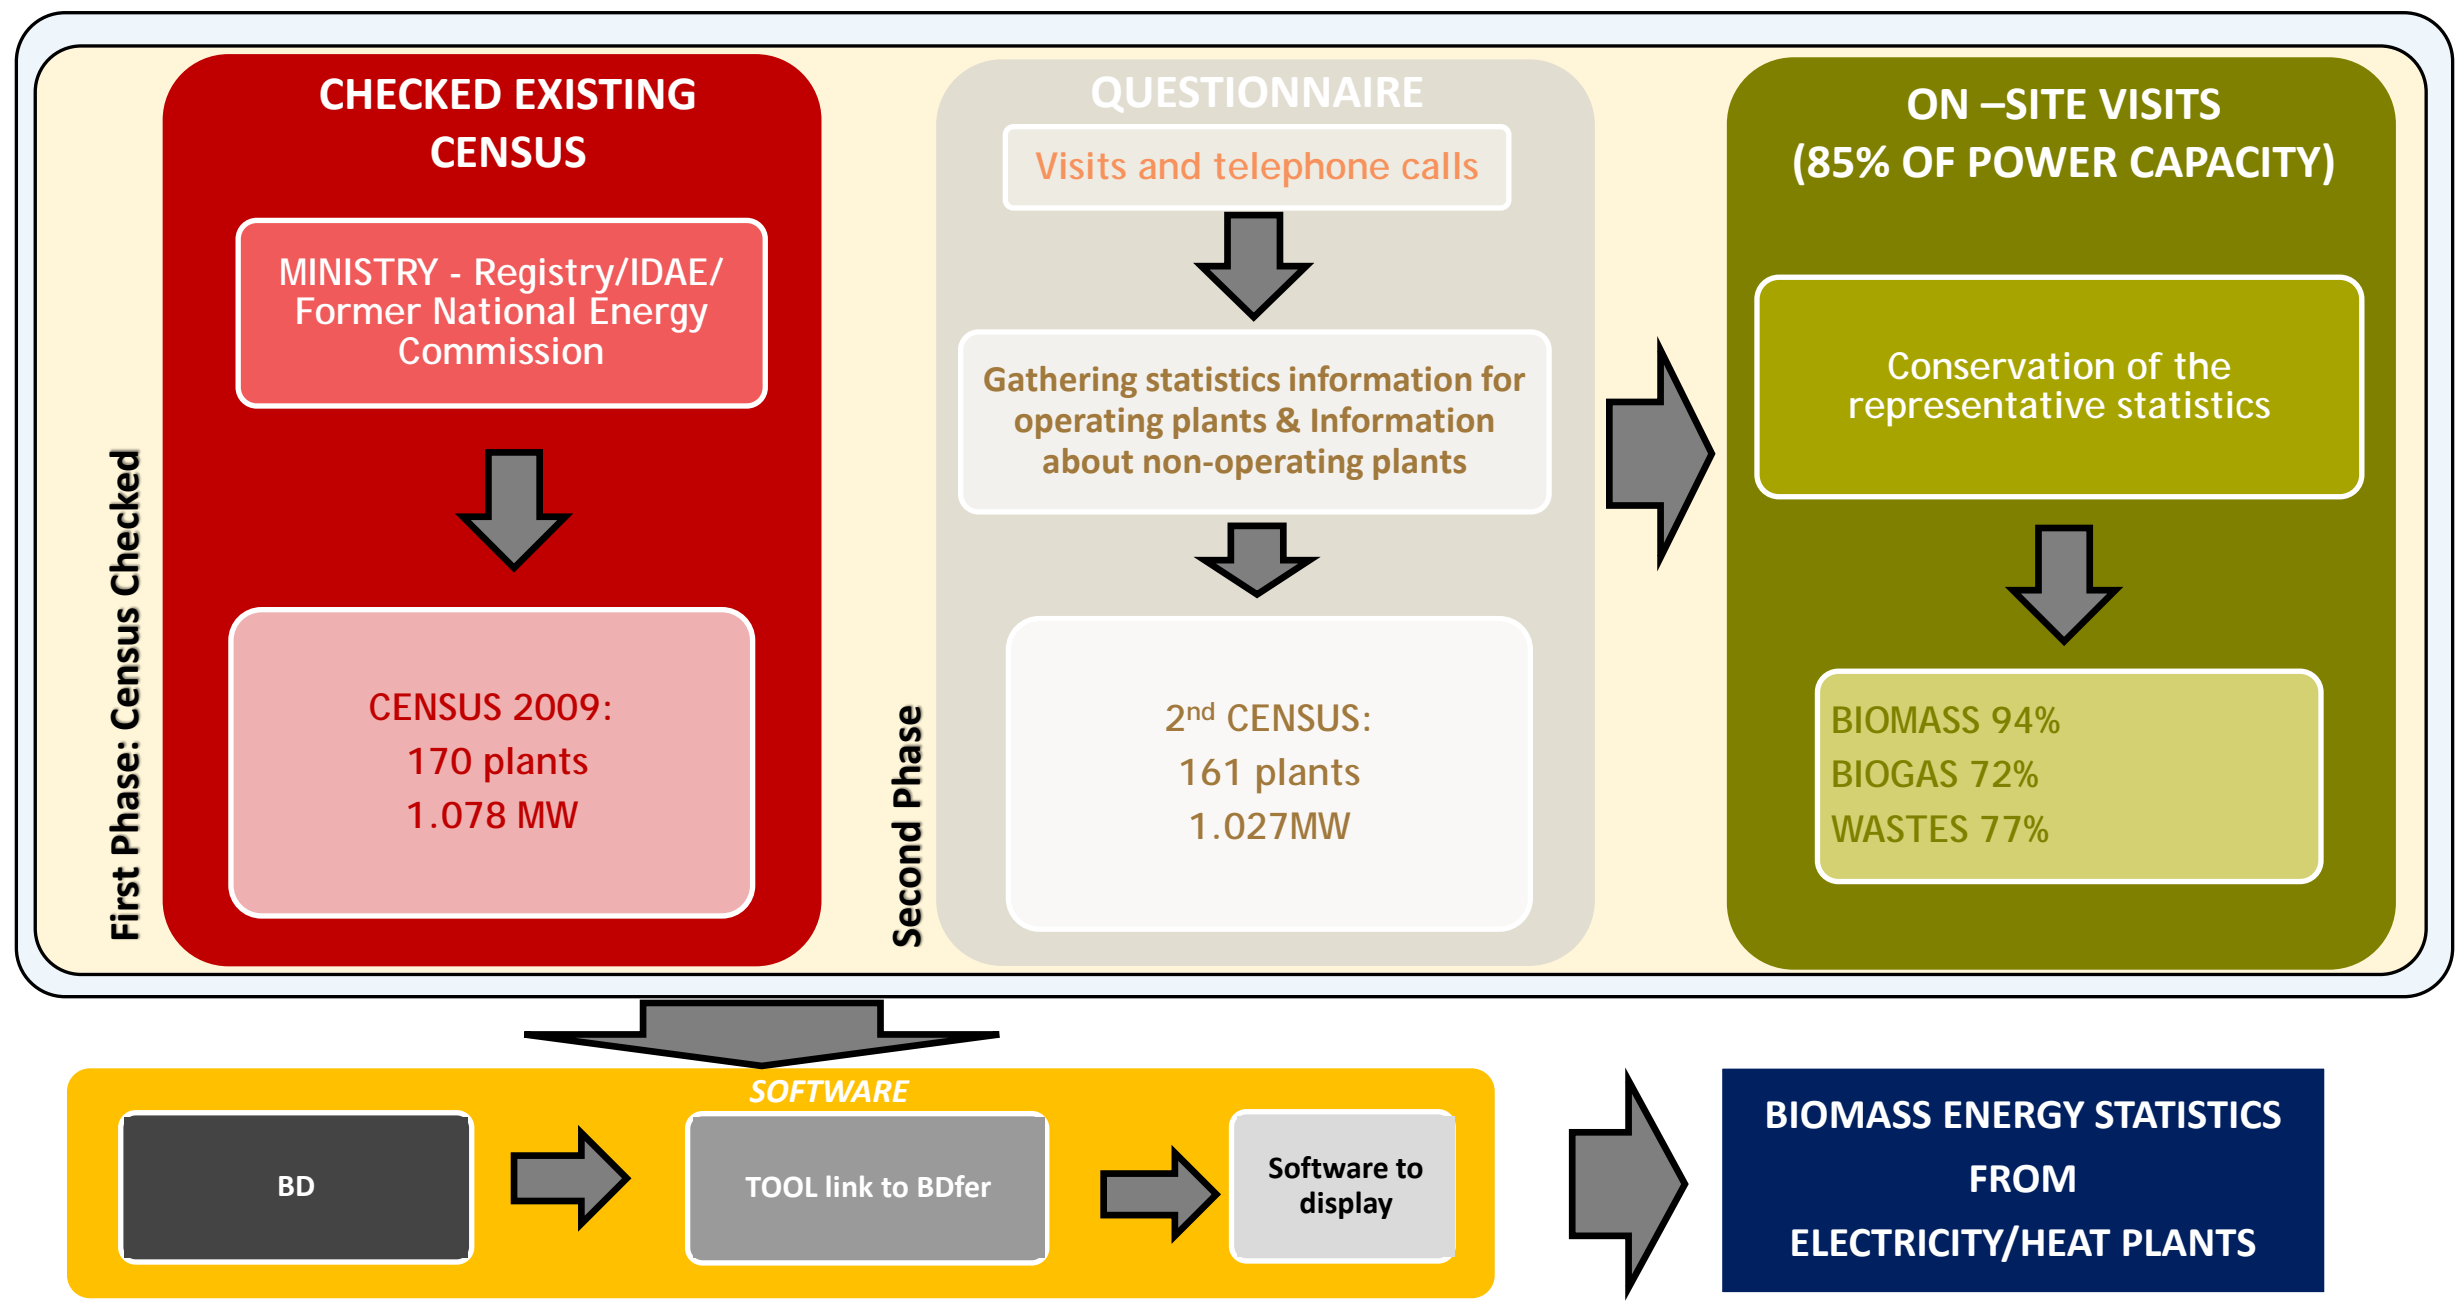 First Phase: Census Checked
CHECKED EXISTING
CENSUS
MINISTRY - Registry/IDAE/
Former National Energy
Commission
CENSUS 2009:
170 plants
1.078 MW
Second Phase
QUESTIONNAIRE
Visits and telephone calls
Gathering statistics information for
operating plants & Information
about non-operating plants
2nd CENSUS:
161 plants
1.027MW
ON –SITE VISITS
(85% OF POWER CAPACITY)
Conservation of the
representative statistics
BIOMASS 94%
BIOGAS 72%
WASTES 77%
SOFTWARE
BD
TOOL link to BDfer
Software to
display
BIOMASS ENERGY STATISTICS
FROM
ELECTRICITY/HEAT PLANTS